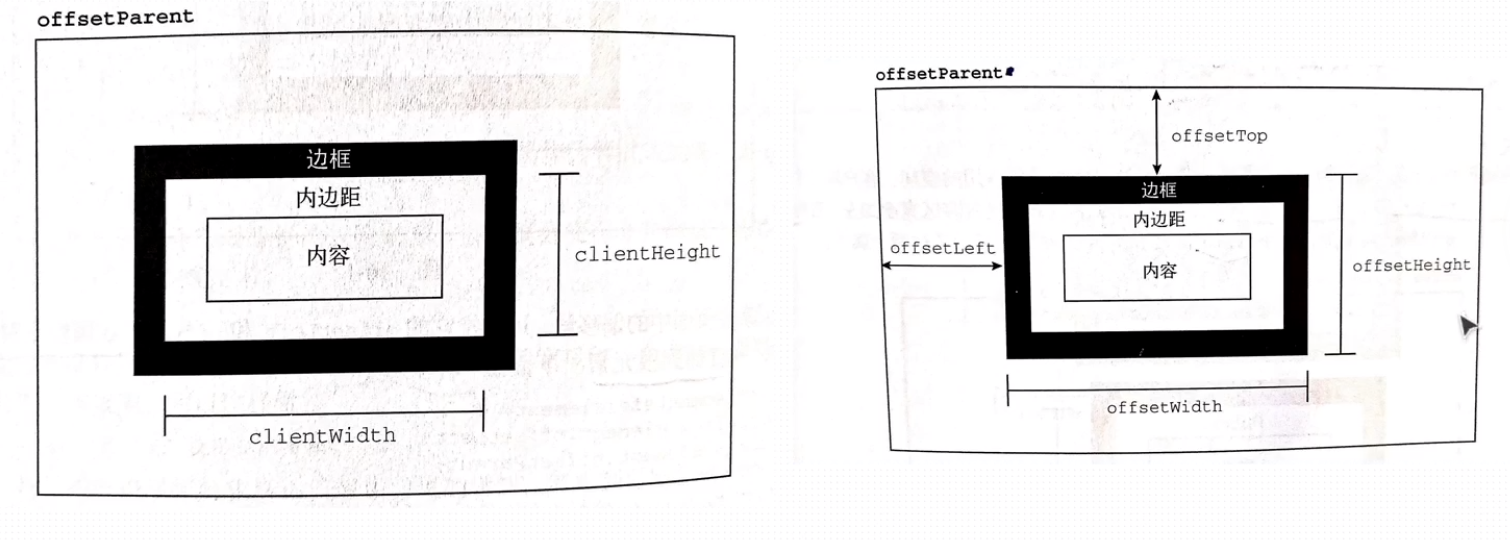 offsetParent
边框
内边距
内容
clientHeight
clientWidth
offsetParent
offsetTop
边框
内边距
内容
offsetLeft
offsetHeight
offsetWidth